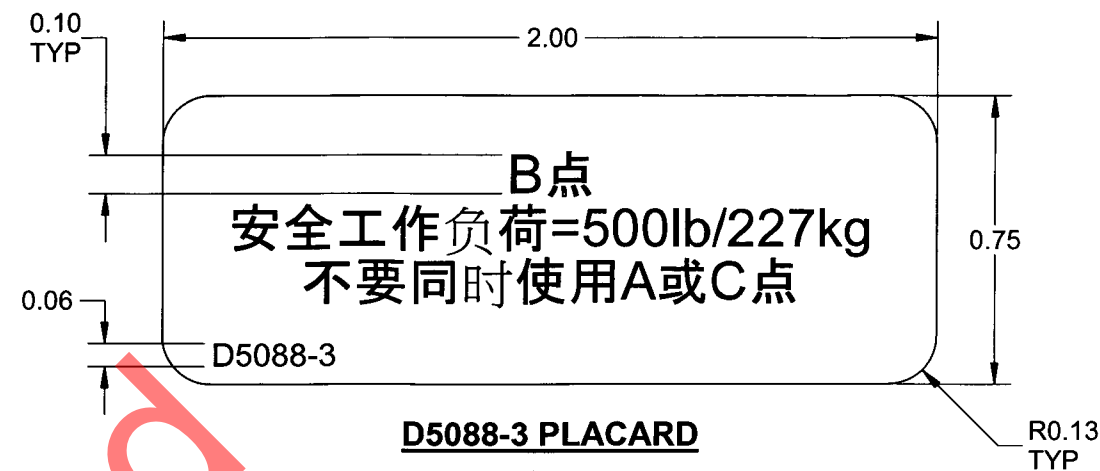 0.10
TYP
2.00
B点
安全工作负荷=500lb/227kg
不要同时使用A或C点
0.75
0.06
D5088-3
D5088-3 PLACARD
R0.13
TYP